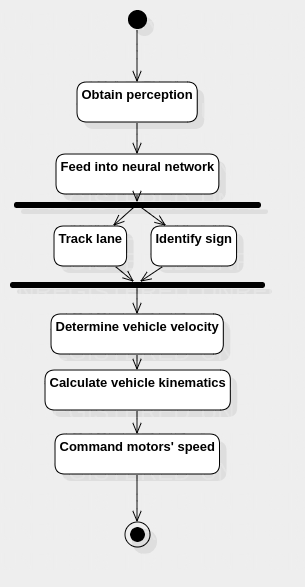 Obtain perception
Feed into neural network
Track lane
Identify sign
Determine vehicle velocity
Calculate vehicle kinematics
Command motors' speed